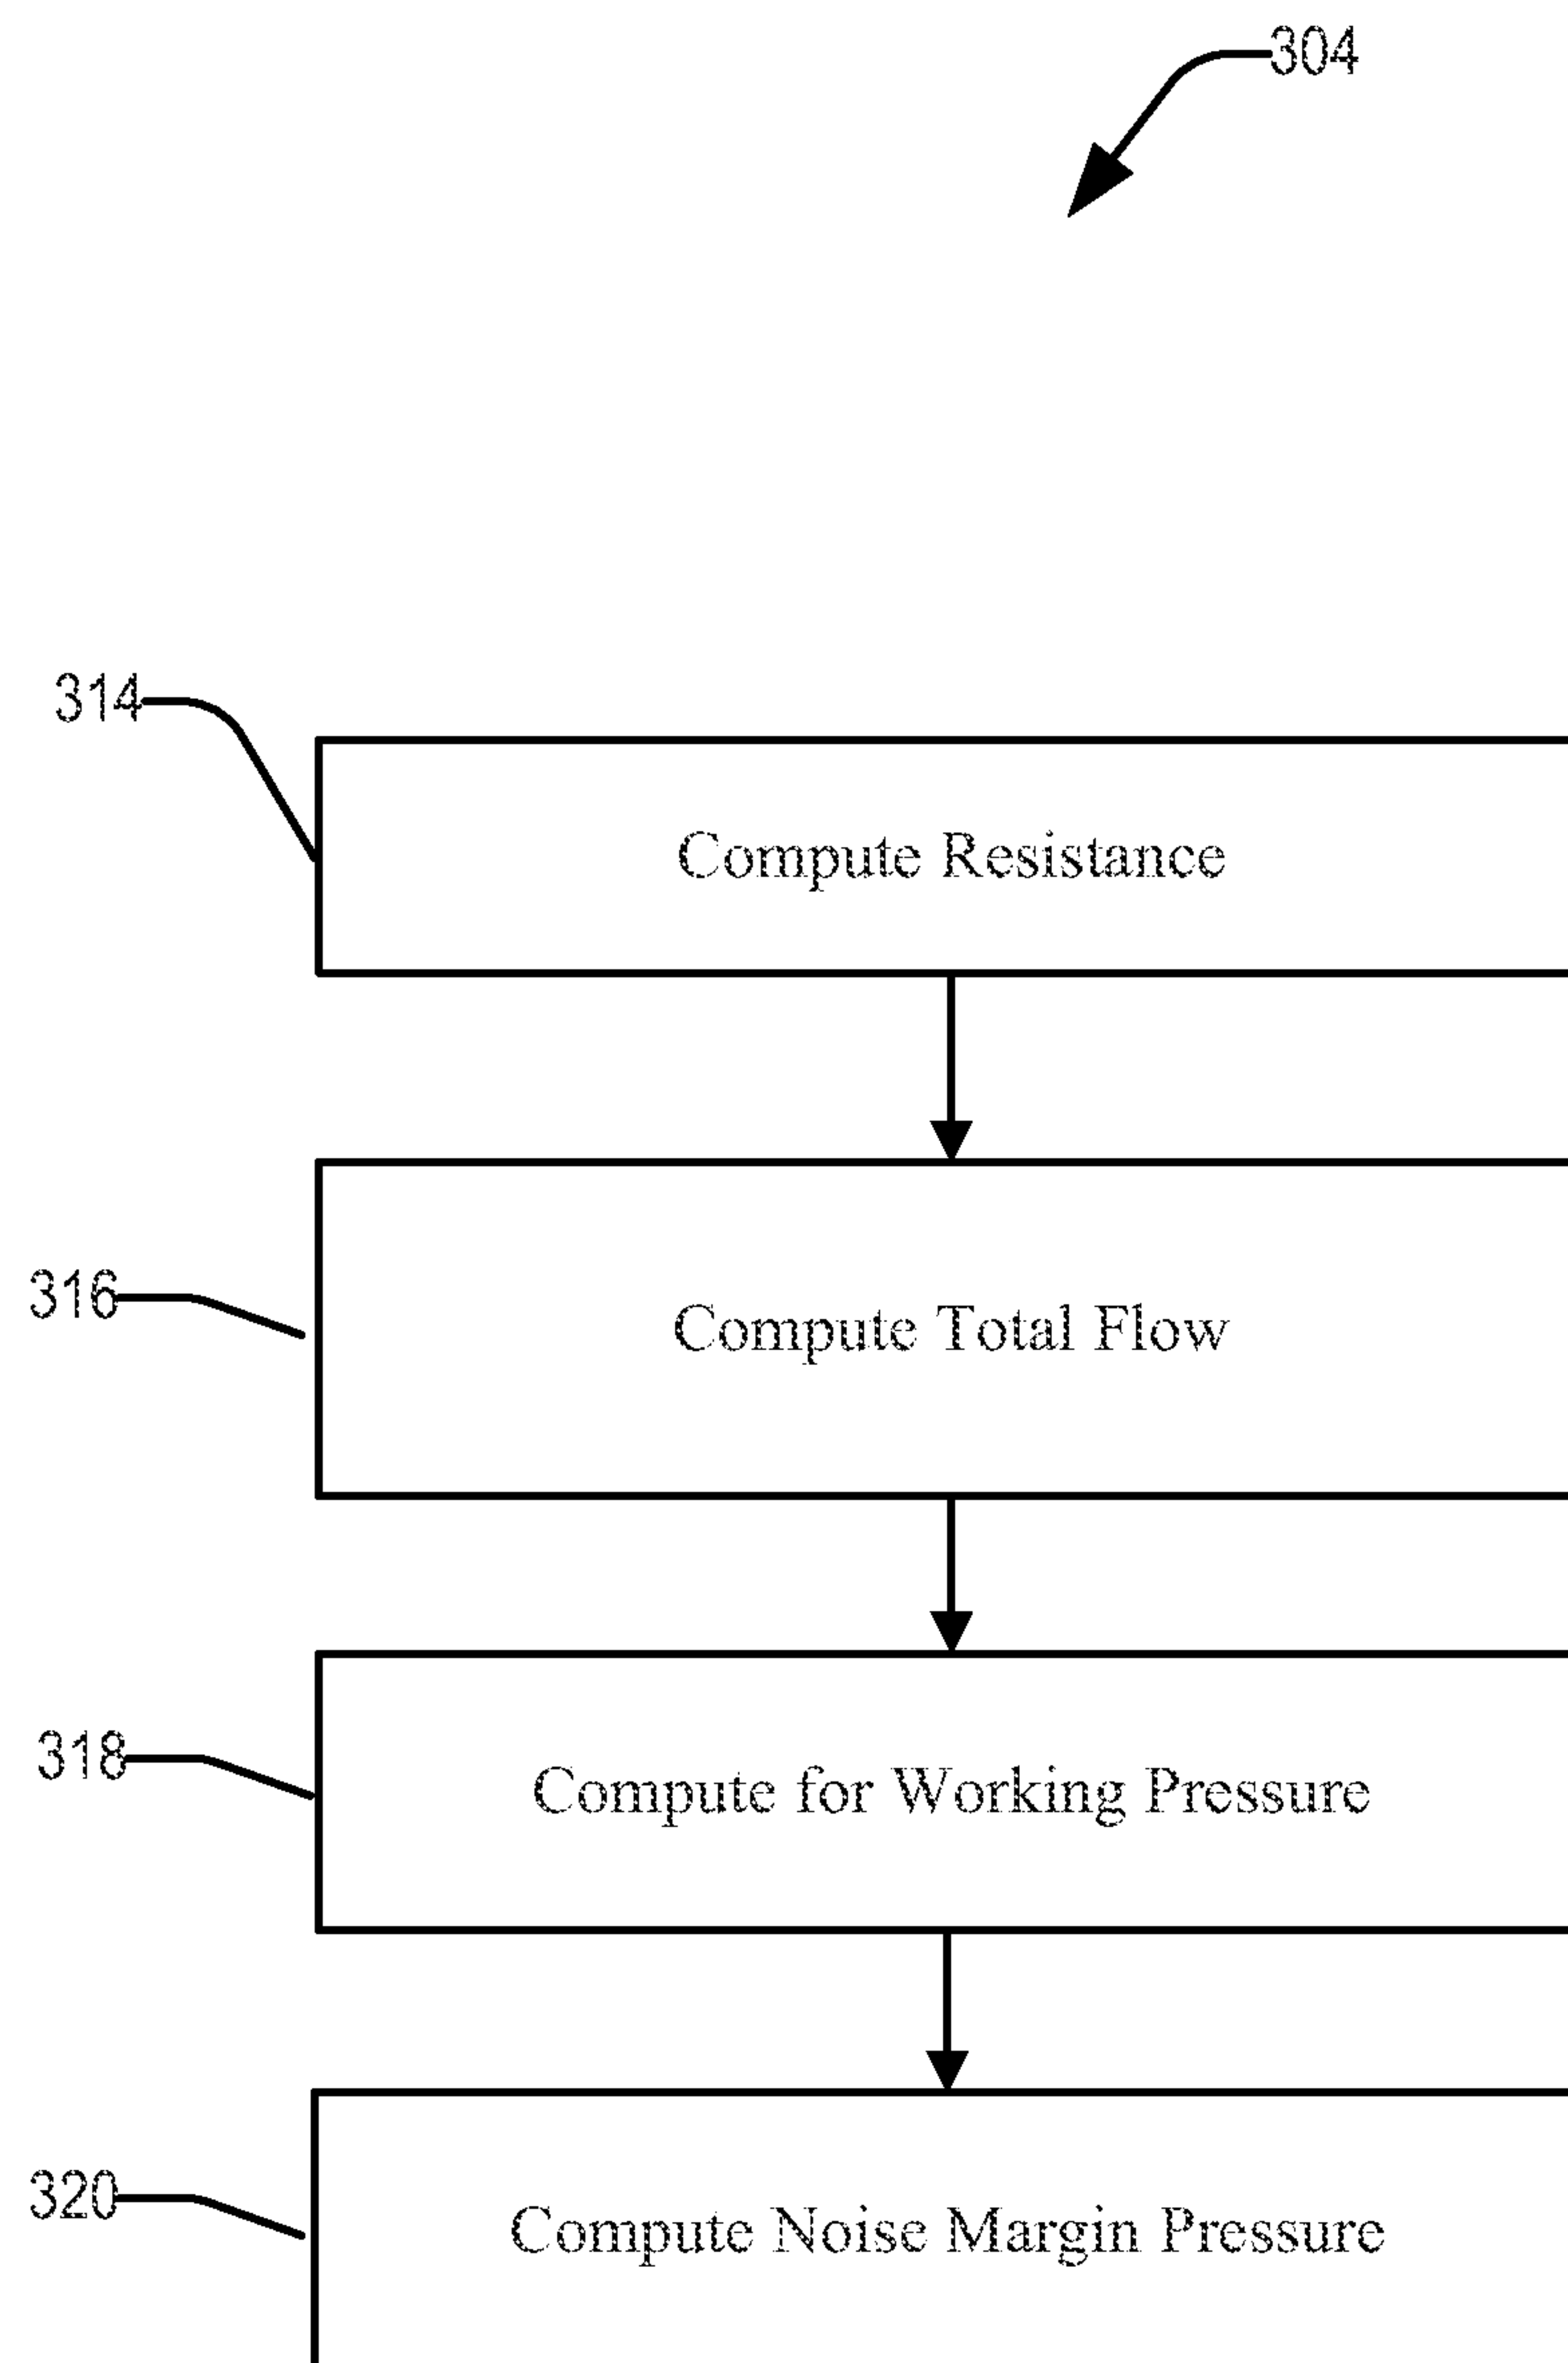 304
314
Compute Resistance
316
Compute Total Flow
318
Compute for Working Pressure
320
Compute Noise Margin Pressure